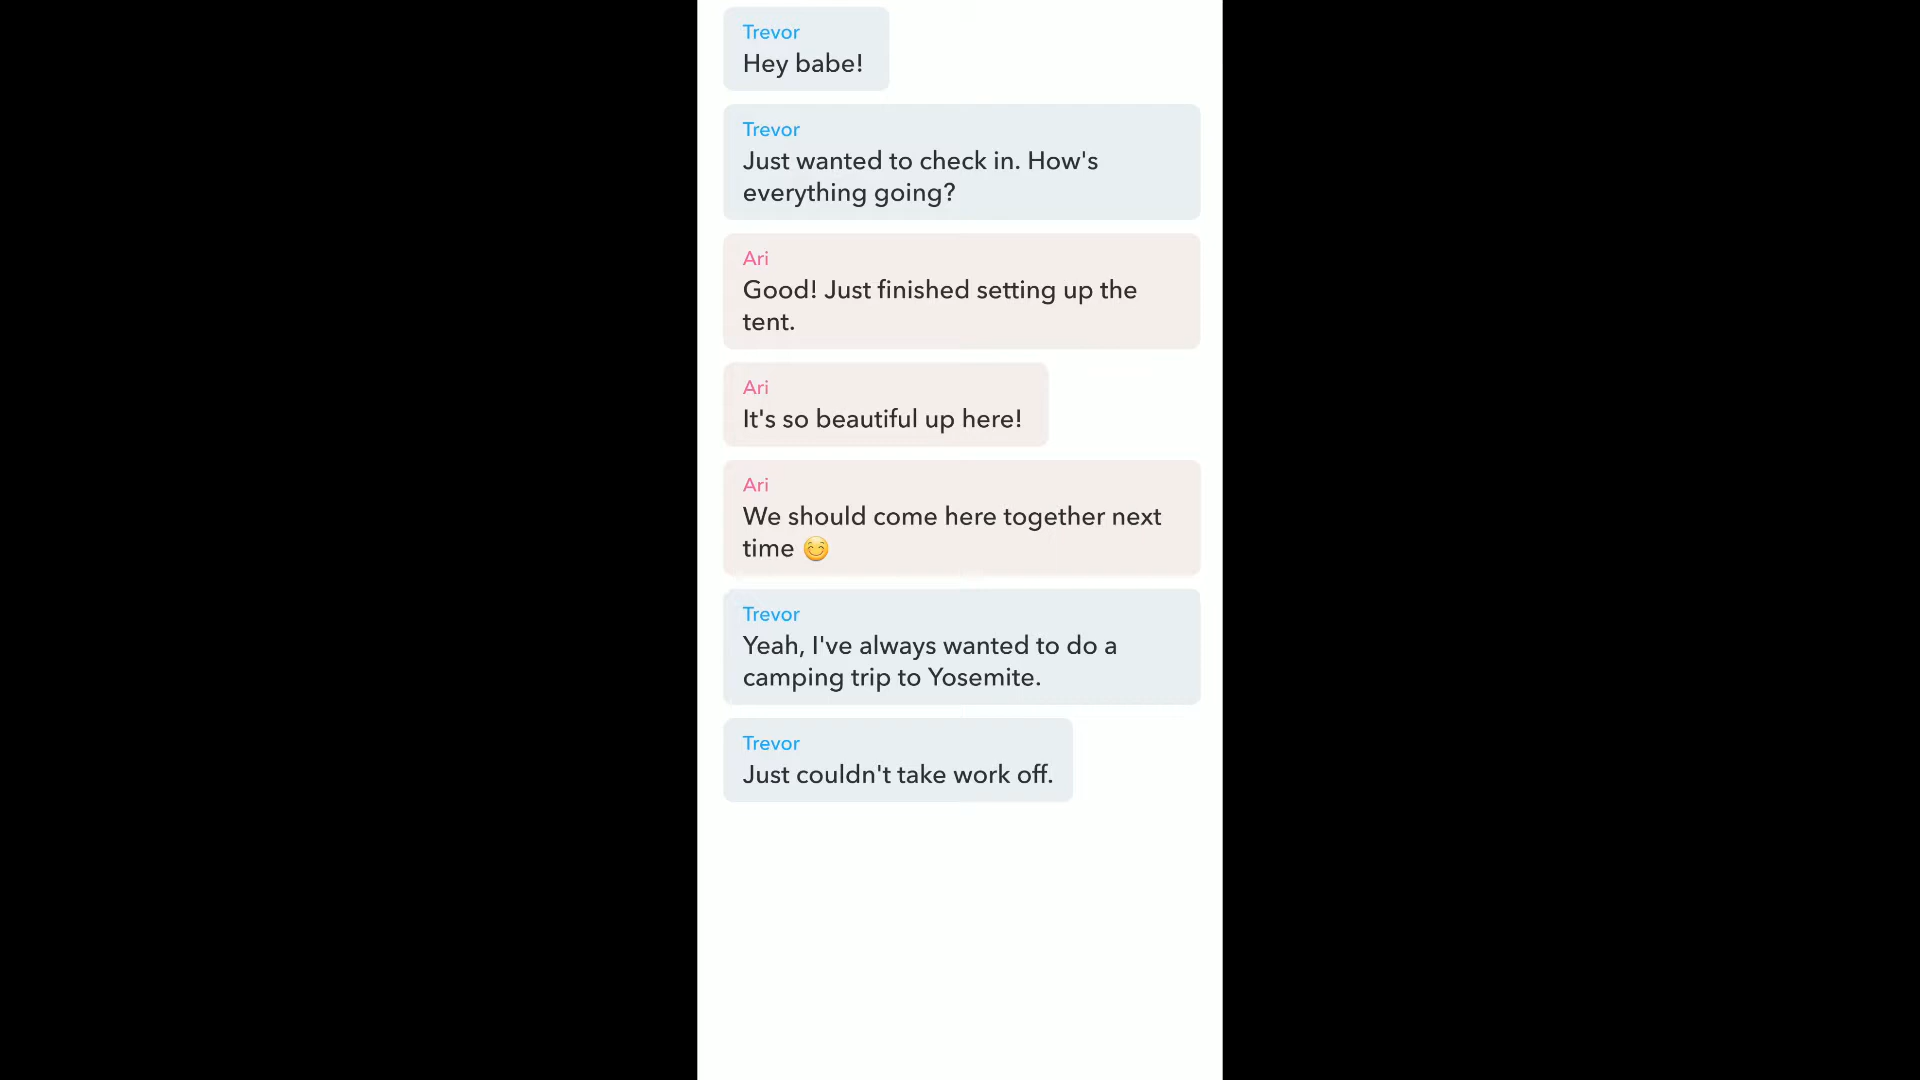 Trevor
Hey babe!
Trevor
Just wanted to check in. How's
everything going?
Ari
Good! Just finished setting up the
tent.
Ari
It's so beautiful up here!
Ari
We should come here together next
time 😊
Trevor
Yeah, I've always wanted to do a
camping trip to Yosemite.
Trevor
Just couldn't take work off.